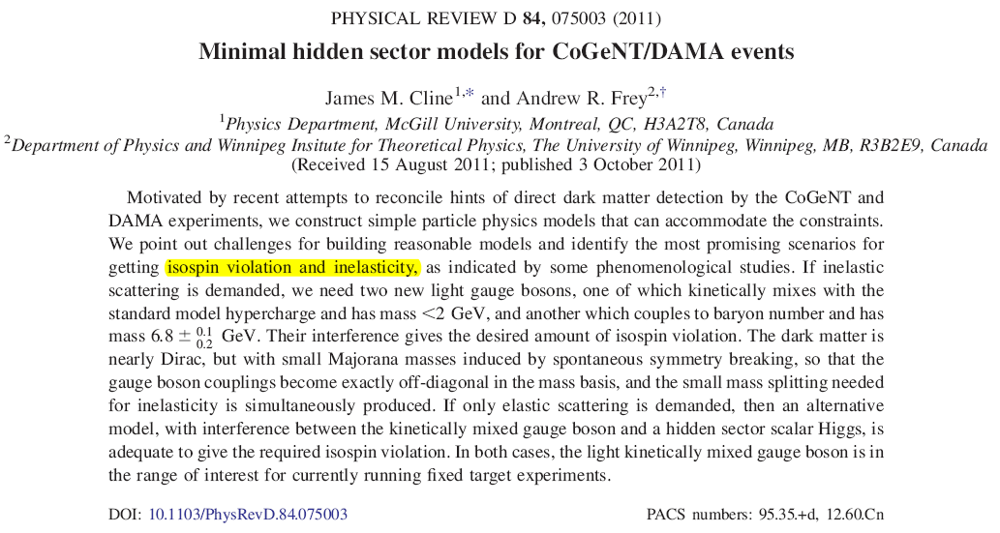 PHYSICAL REVIEW D 84, 075003 (2011)
Minimal hidden sector models for CoGeNT/DAMA events
James M. Cline1,* and Andrew R. Frey2,†
1Physics Department, McGill University, Montreal, QC, H3A2T8, Canada
2Department of Physics and Winnipeg Insitute for Theoretical Physics, The University of Winnipeg, Winnipeg, MB, R3B2E9, Canada
(Received 15 August 2011; published 3 October 2011)
Motivated by recent attempts to reconcile hints of direct dark matter detection by the CoGeNT and
DAMA experiments, we construct simple particle physics models that can accommodate the constraints.
We point out challenges for building reasonable models and identify the most promising scenarios for
getting isospin violation and inelasticity, as indicated by some phenomenological studies. If inelastic
scattering is demanded, we need two new light gauge bosons, one of which kinetically mixes with the
standard model hypercharge and has mass <2 GeV, and another which couples to baryon number and has
mass 6.8 ± 0.1 0.2 GeV. Their interference gives the desired amount of isospin violation. The dark matter is
nearly Dirac, but with small Majorana masses induced by spontaneous symmetry breaking, so that the
gauge boson couplings become exactly off-diagonal in the mass basis, and the small mass splitting needed
for inelasticity is simultaneously produced. If only elastic scattering is demanded, then an alternative
model, with interference between the kinetically mixed gauge boson and a hidden sector scalar Higgs, is
adequate to give the required isospin violation. In both cases, the light kinetically mixed gauge boson is in
the range of interest for currently running fixed target experiments.
DOI: 10.1103/PhysRevD.84.075003 PACS numbers: 95.35.+d, 12.60.Cn